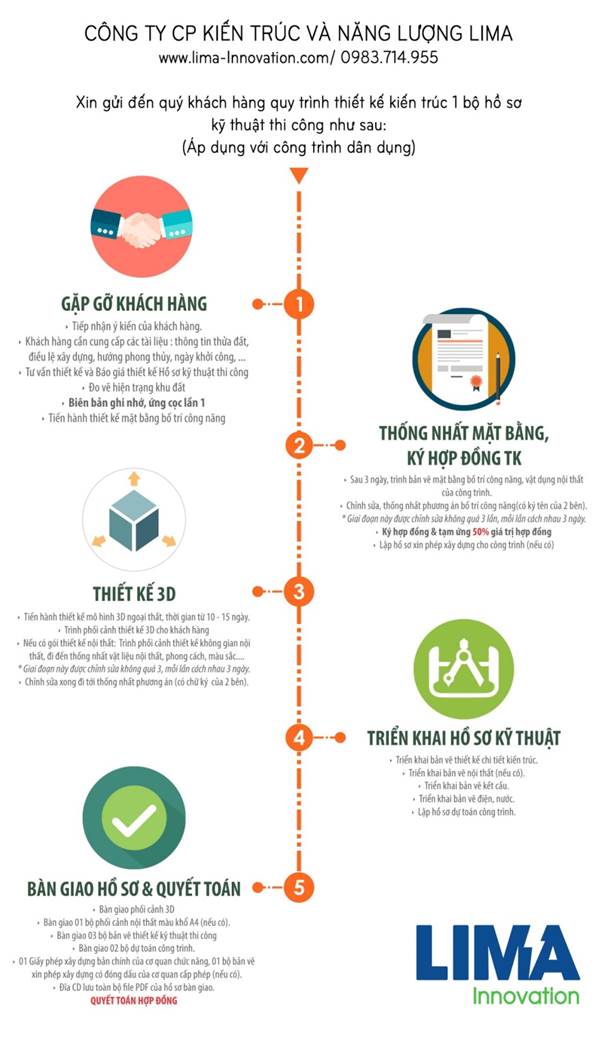 CÔNG TY CP KIẾN TRÚC VÀ NĂNG LƯỢNG LIMA
www.lima-Innovation.com/ 0983.714.955
Xin gửi đến quý khách hàng quy trình thiết kế kiến trúc 1 bộ hồ sơ
kỹ thuật thi công như sau:
(Áp dụng với công trình dân dụng)
1
GẶP GỠ KHÁCH HÀNG
• Tiếp nhận ý kiến của khách hàng.
• Khách hàng cần cung cấp các tài liệu : thông tin thửa đất,
điều lệ xây dựng, hướng phong thủy, ngày khởi công, ...
• Tư vấn thiết kế và Báo giá thiết kế Hồ sơ kỹ thuật thi công
• Đo vẽ hiện trạng khu đất
• Biên bản ghi nhớ, ứng cọc lần 1
• Tiến hành thiết kế mặt bằng bố trí công năng
2
THỐNG NHẤT MẶT BẰNG,
KÝ HỢP ĐỒNG TK
• Sau 3 ngày, trình bản vẽ mặt bằng bố trí công năng, vật dụng nội thất
của công trình.
• Chỉnh sửa, thống nhất phương án bố trí công năng(có ký tên của 2 bên).
* Giai đoạn này được chỉnh sửa không quá 3 lần, mỗi lần cách nhau 3 ngày.
• Ký hợp đồng & tạm ứng 50% giá trị hợp đồng
• Lập hồ sơ xin phép xây dựng cho công trình (nếu có)
3
THIẾT KẾ 3D
• Tiến hành thiết kế mô hình 3D ngoại thất, thời gian từ 10 - 15 ngày.
• Trình phối cảnh thiết kế 3D cho khách hàng
• Nếu có gói thiết kế nội thất: Trình phối cảnh thiết kế không gian nội
thất, đi đến thống nhất vật liệu nội thất, phong cách, màu sắc....
* Giai đoạn này được chỉnh sửa không quá 3, mỗi lần cách nhau 3 ngày.
• Chỉnh sửa xong đi tới thống nhất phương án (có chữ ký của 2 bên).
4
TRIỂN KHAI HỒ SƠ KỸ THUẬT
• Triển khai bản vẽ thiết kế chi tiết kiến trúc.
• Triển khai bản vẽ nội thất (nếu có).
• Triển khai bản vẽ kết cấu.
• Triển khai bản vẽ điện, nước.
• Lập hồ sơ dự toán công trình.
5
BÀN GIAO HỒ SƠ & QUYẾT TOÁN
• Bàn giao phối cảnh 3D
• Bàn giao 01 bộ phối cảnh nội thất màu khổ A4 (nếu có).
• Bàn giao 03 bộ bản vẽ thiết kế kỹ thuật thi công
• Bàn giao 02 bộ dự toán công trình.
• 01 Giấy phép xây dựng bản chính của cơ quan chức năng, 01 bộ bản vẽ
xin phép xây dựng có đóng dấu của cơ quan cấp phép (nếu có).
• Đĩa CD lưu toàn bộ file PDF của hồ sơ bàn giao.
QUYẾT TOÁN HỢP ĐỒNG
LIMA
Innovation